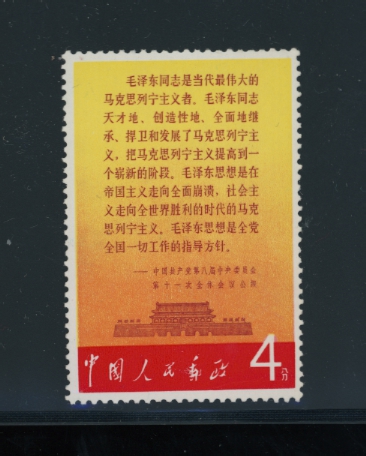 毛泽东同志是当代最伟大的
马克思列宁主义者。毛泽东同志
天才地、创造性地、全面地继
承、捍卫和发展了马克思列宁主
义，把马克思列宁主义提高到一
个崭新的阶段。毛泽东思想是在
帝国主义走向全面崩溃，社会主
义走向全世界胜利的时代的马克
思列宁主义。毛泽东思想是全党
全国一切工作的指导方针。
——中国共产党第八届中央委员会
第十一次全体会议公报
中国人民邮政 4分